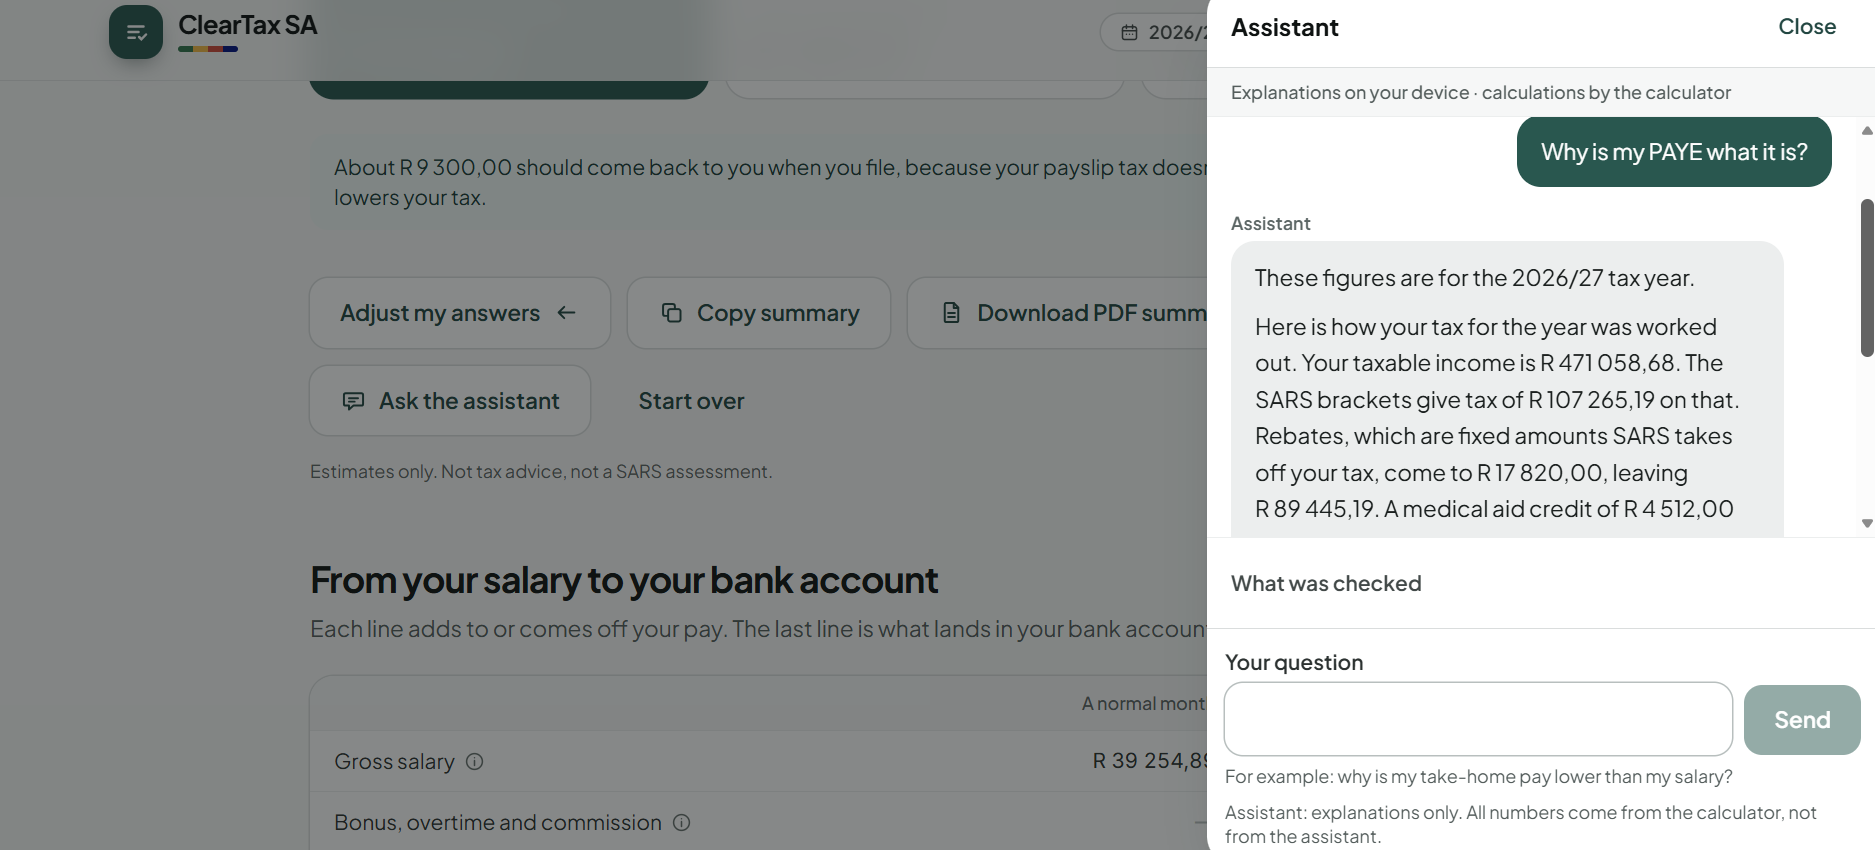 ClearTax SA
2026/2
About R 9 300,00 should come back to you when you file, because your payslip tax doesn
lowers your tax.
Adjust my answers ←
Copy summary
Download PDF summ
Ask the assistant
Start over
Estimates only. Not tax advice, not a SARS assessment.
From your salary to your bank account
Each line adds to or comes off your pay. The last line is what lands in your bank accoun
A normal mont
Gross salary
R 39 254,89
Bonus, overtime and commission
—
Assistant
Close
Explanations on your device · calculations by the calculator
Why is my PAYE what it is?
Assistant
These figures are for the 2026/27 tax year.
Here is how your tax for the year was worked
out. Your taxable income is R 471 058,68. The
SARS brackets give tax of R 107 265,19 on that.
Rebates, which are fixed amounts SARS takes
off your tax, come to R 17 820,00, leaving
R 89 445,19. A medical aid credit of R 4 512,00
What was checked
Your question
Send
For example: why is my take-home pay lower than my salary?
Assistant: explanations only. All numbers come from the calculator, not
from the assistant.